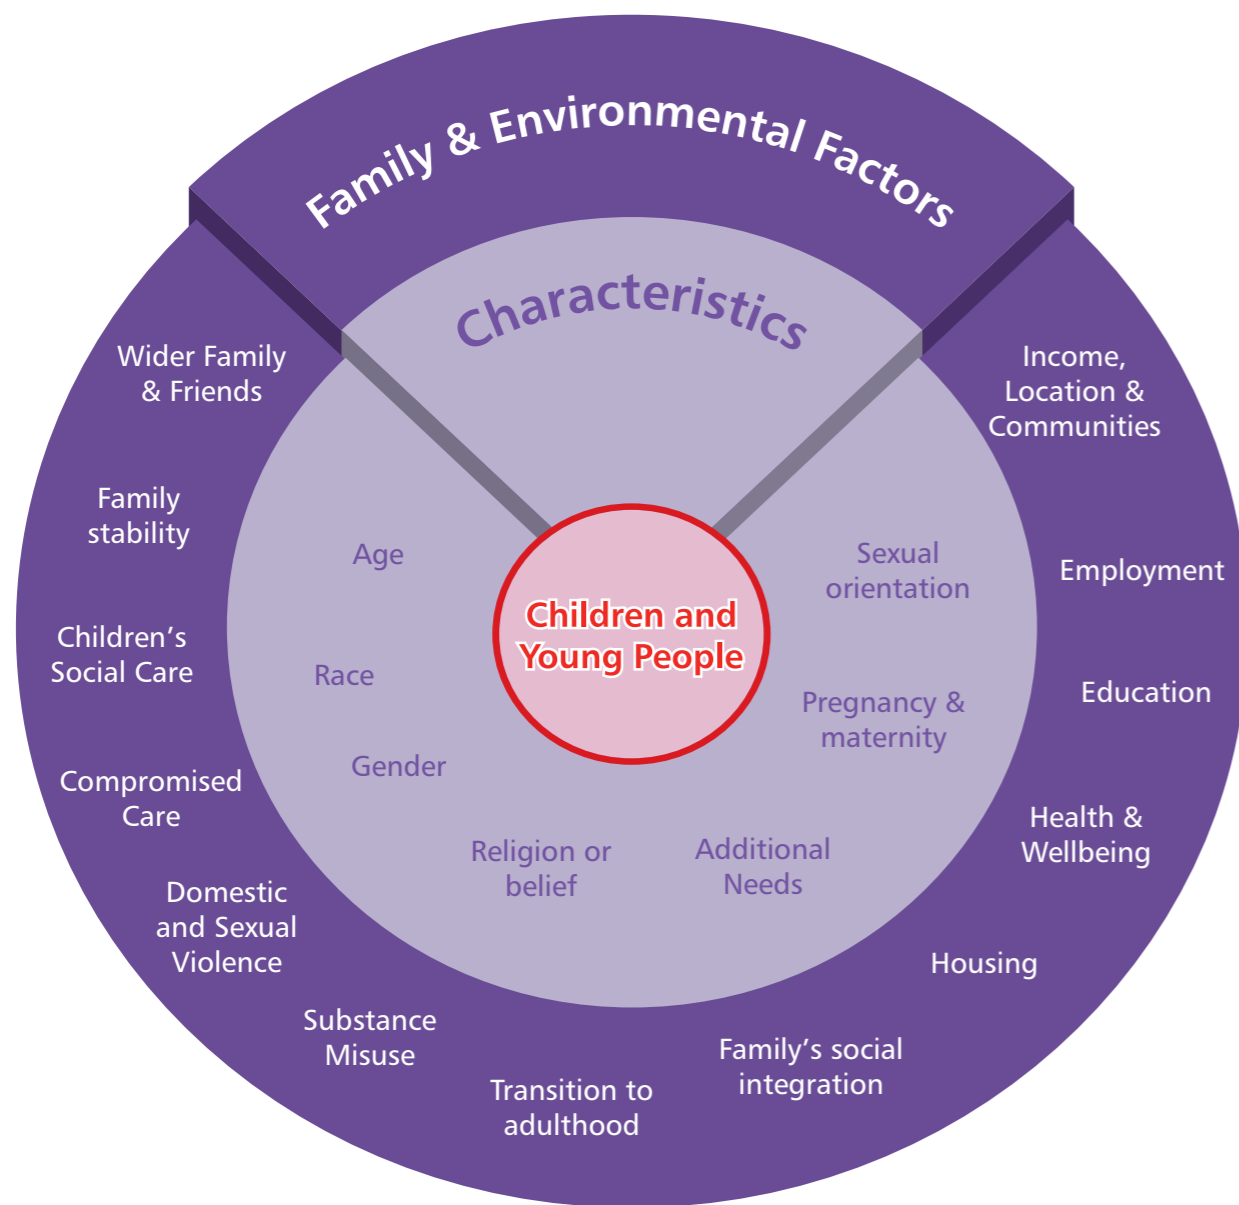 Family & Environmental Factors
Characteristics
Wider Family
& Friends
Family
stability
Children’s
Social Care
Compromised
Care
Domestic
and Sexual
Violence
Substance
Misuse
Transition to
adulthood
Family’s social
integration
Housing
Health &
Wellbeing
Education
Employment
Income,
Location &
Communities
Age
Race
Gender
Religion or
belief
Additional
Needs
Pregnancy &
maternity
Sexual
orientation
Children and
Young People